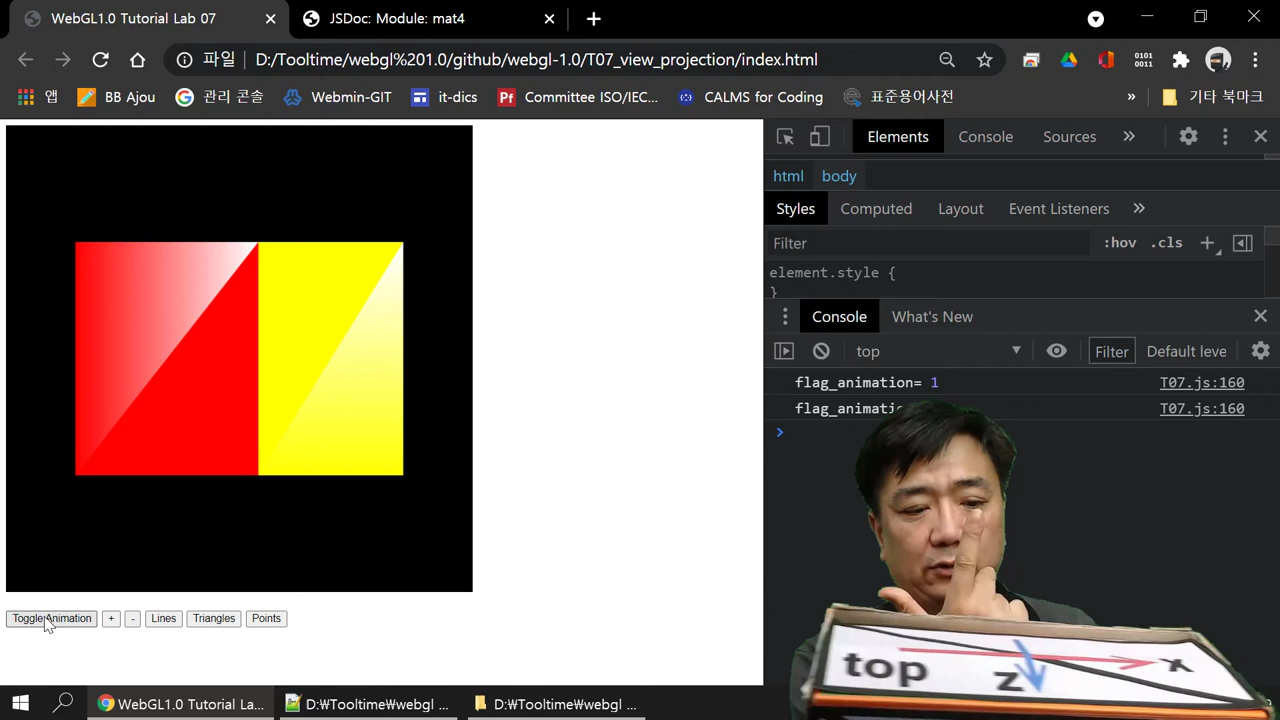 WebGL1.0 Tutorial Lab 07
JSDoc: Module: mat4
파일 D:/Tooltime/webgl%201.0/github/webgl-1.0/T07_view_projection/index.html
0101
0011
앱 BB Ajou 관리 콘솔 Webmin-GIT it-dics Pr Committee ISO/IEC... CALMS for Coding 표준용어사전 » 기타 북마크
Elements Console Sources »
html body
Styles Computed Layout Event Listeners »
Filter :hov .cls +
element.style {
}
Console What's New
top Filter Default leve
flag_animation= 1 T07.js:160
flag_animatio T07.js:160
Toggle Animation + - Lines Triangles Points
top z x
WebGL1.0 Tutorial La... D:₩Tooltime₩webgl ... D:₩Tooltime₩webgl ...